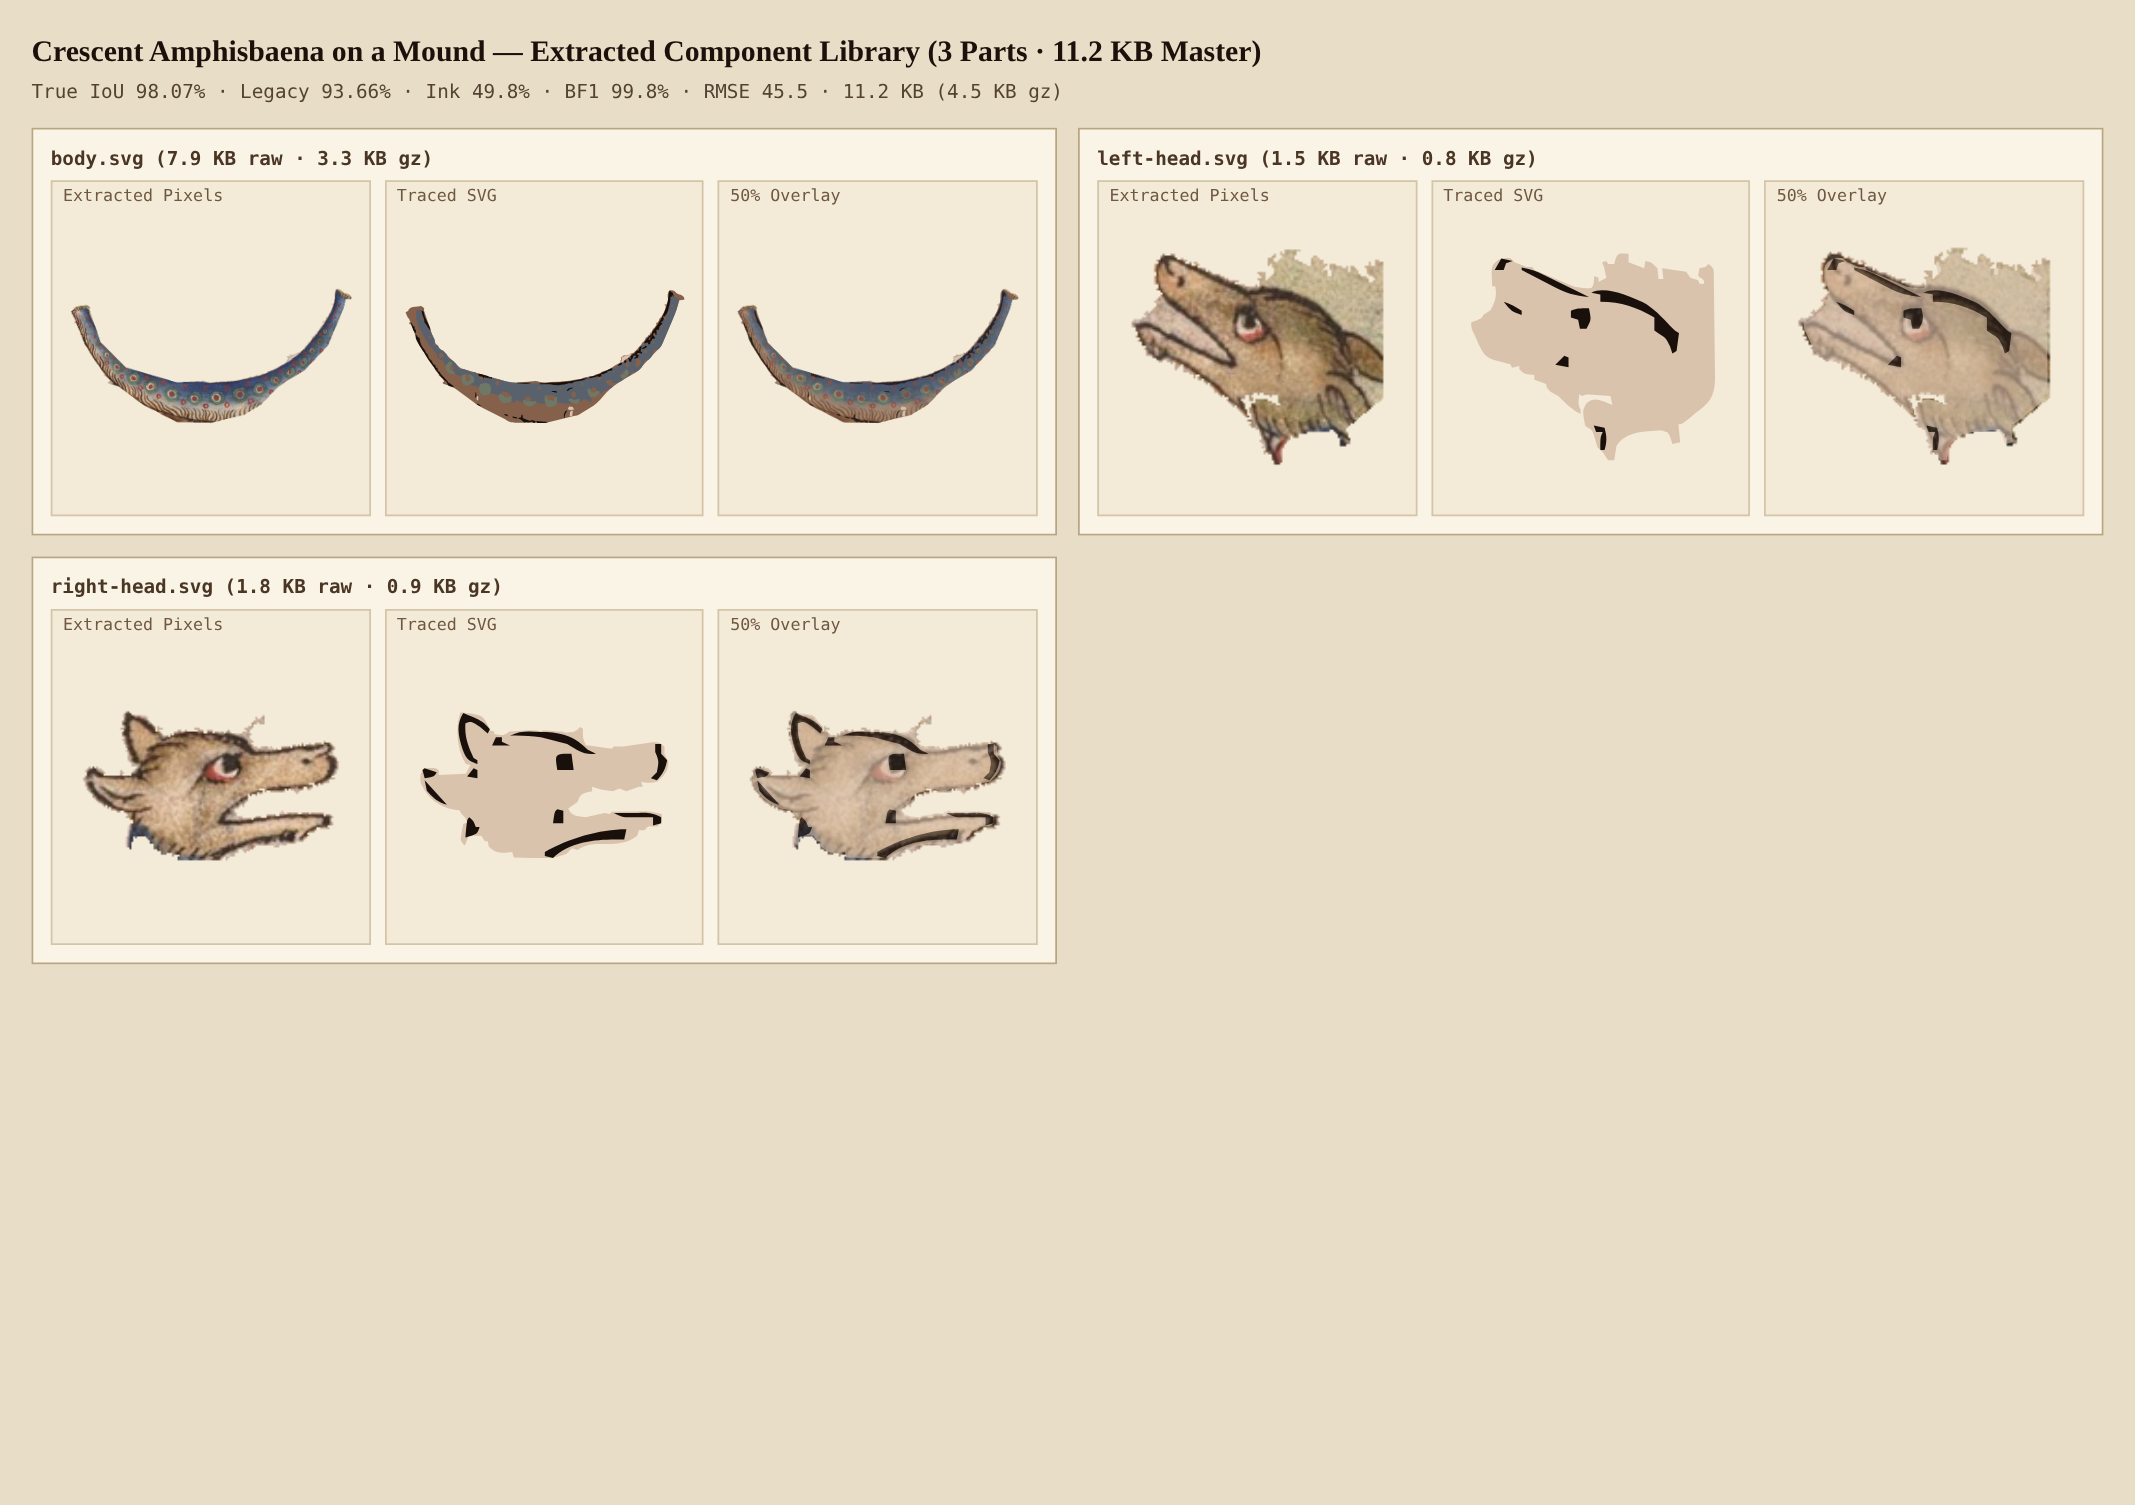 Crescent Amphisbaena on a Mound — Extracted Component Library (3 Parts · 11.2 KB Master)
True IoU 98.07% · Legacy 93.66% · Ink 49.8% · BF1 99.8% · RMSE 45.5 · 11.2 KB (4.5 KB gz)
body.svg (7.9 KB raw · 3.3 KB gz)
Extracted Pixels
Traced SVG
50% Overlay
left-head.svg (1.5 KB raw · 0.8 KB gz)
Extracted Pixels
Traced SVG
50% Overlay
right-head.svg (1.8 KB raw · 0.9 KB gz)
Extracted Pixels
Traced SVG
50% Overlay